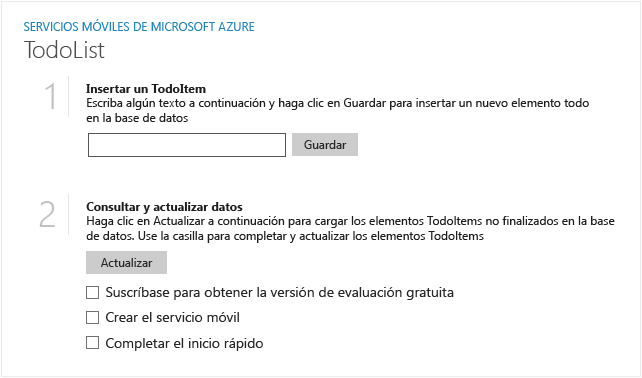 SERVICIOS MÓVILES DE MICROSOFT AZURE
TodoList
1
Insertar un TodoItem
Escriba algún texto a continuación y haga clic en Guardar para insertar un nuevo elemento todo
en la base de datos
Guardar
2
Consultar y actualizar datos
Haga clic en Actualizar a continuación para cargar los elementos TodoItems no finalizados en la base
de datos. Use la casilla para completar y actualizar los elementos TodoItems
Actualizar
Suscríbase para obtener la versión de evaluación gratuita
Crear el servicio móvil
Completar el inicio rápido